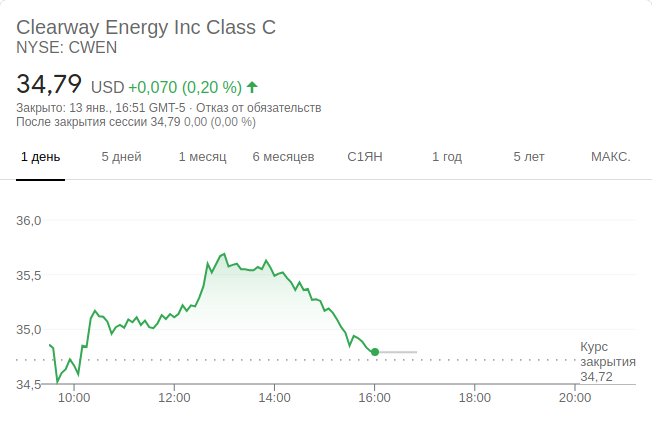 Clearway Energy Inc Class C
NYSE: CWEN
34,79 USD +0,070 (0,20 %)
Закрыто: 13 янв., 16:51 GMT-5 · Отказ от обязательств
После закрытия сессии 34,79 0,00 (0,00 %)
1 день 5 дней 1 месяц 6 месяцев С1ЯН 1 год 5 лет МАКС.
36,0
35,5
35,0
Курс
закрытия
34,72
34,5
10:00 12:00 14:00 16:00 18:00 20:00